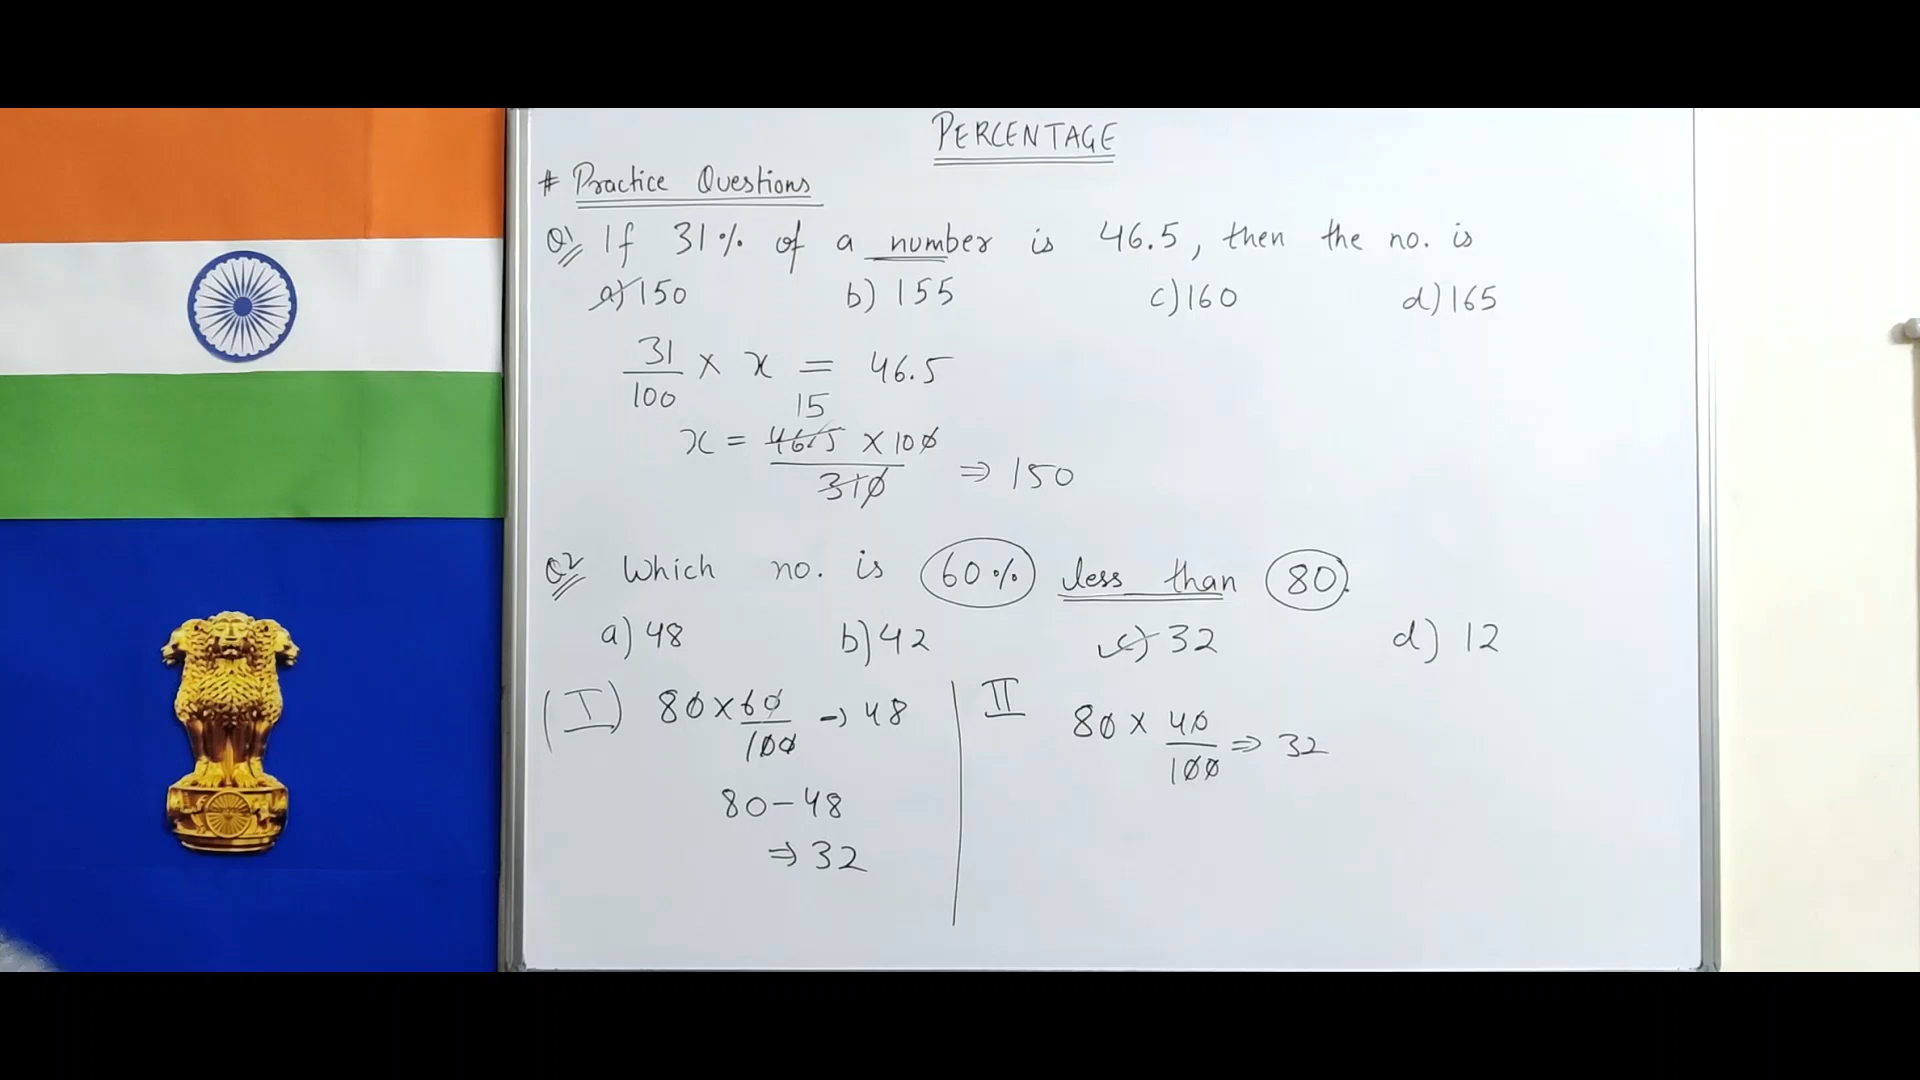 PERCENTAGE
# Practice Questions
Q1 If 31% of a number is 46.5, then the no. is
a) 150 b) 155 c) 160 d) 165
31/100 × x = 46.5
15
x = 46.5 × 100 / 310 ⇒ 150
Q2 Which no. is 60% less than 80.
a) 48 b) 42 c) 32 d) 12
(I) 80 × 60/100 → 48
80 - 48
⇒ 32
II 80 × 40/100 ⇒ 32